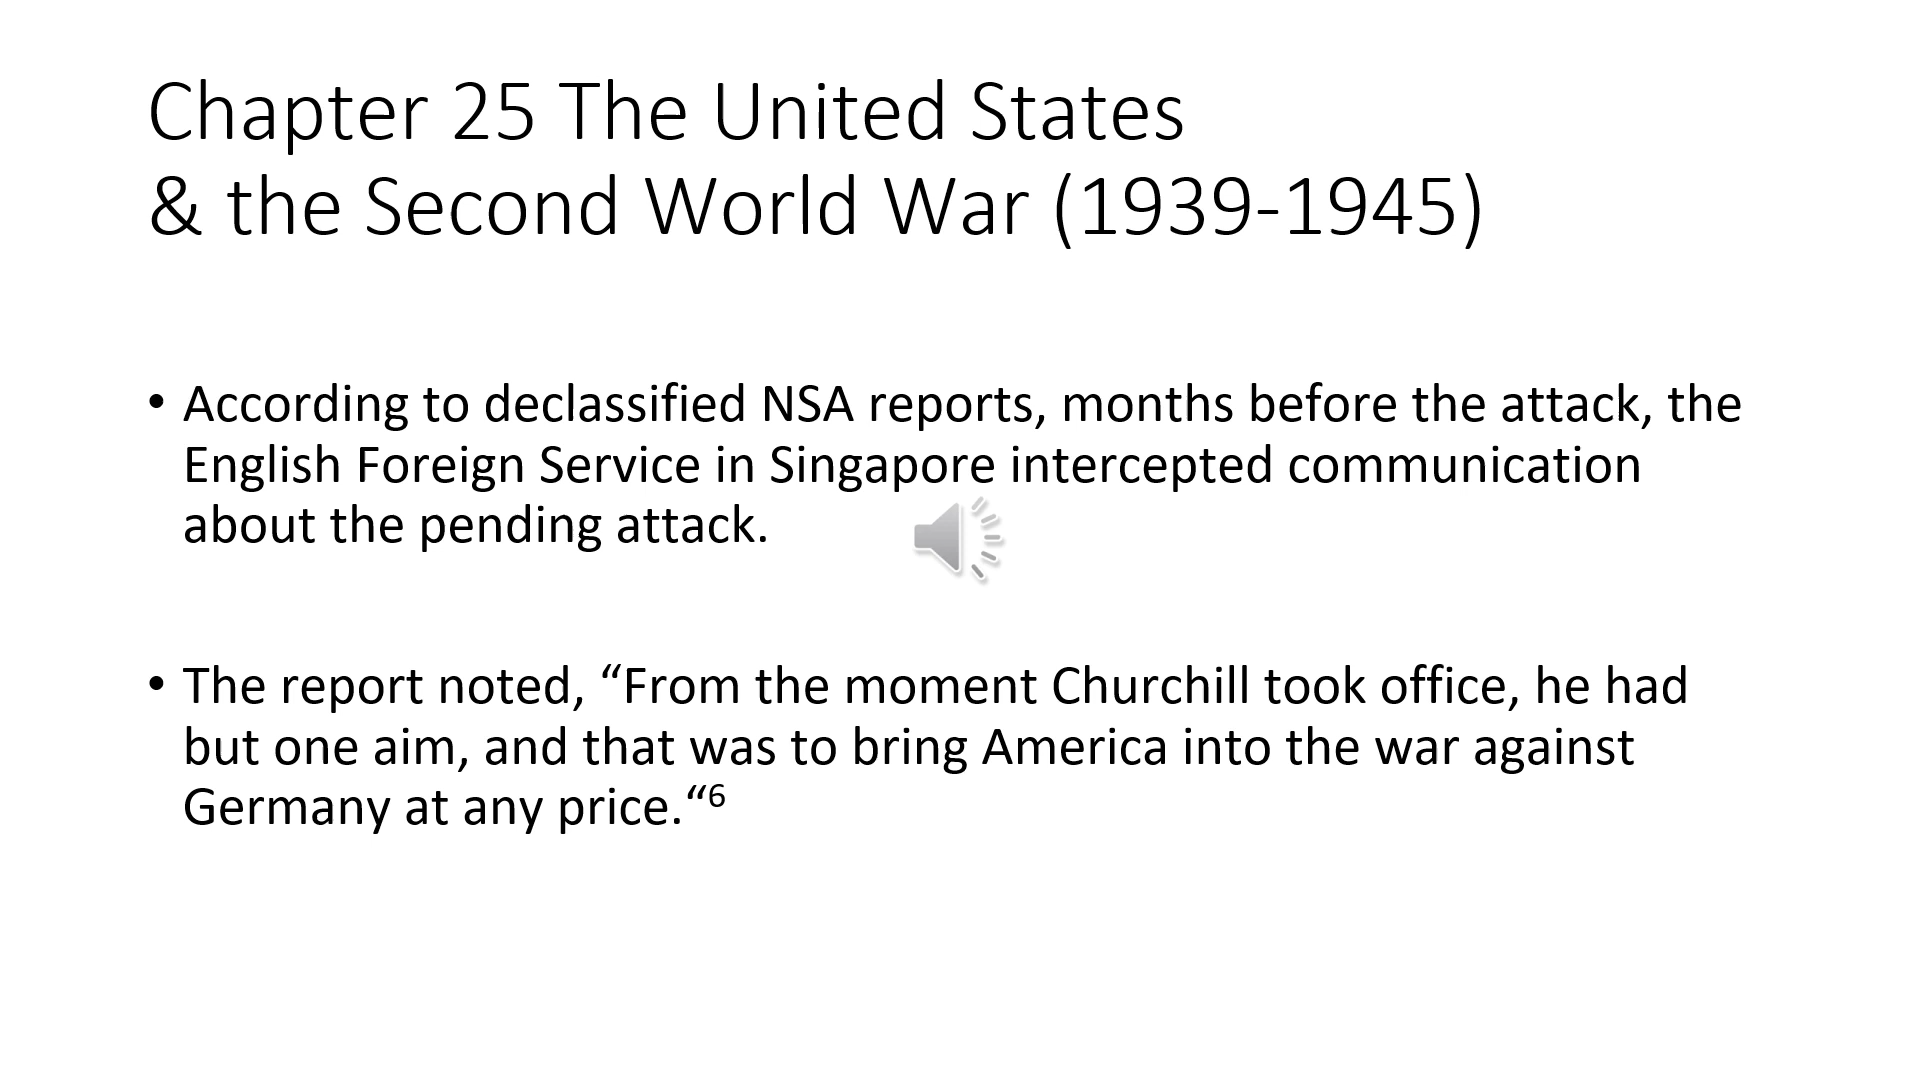 Chapter 25 The United States
& the Second World War (1939-1945)
• According to declassified NSA reports, months before the attack, the
English Foreign Service in Singapore intercepted communication
about the pending attack.
• The report noted, “From the moment Churchill took office, he had
but one aim, and that was to bring America into the war against
Germany at any price.“⁶